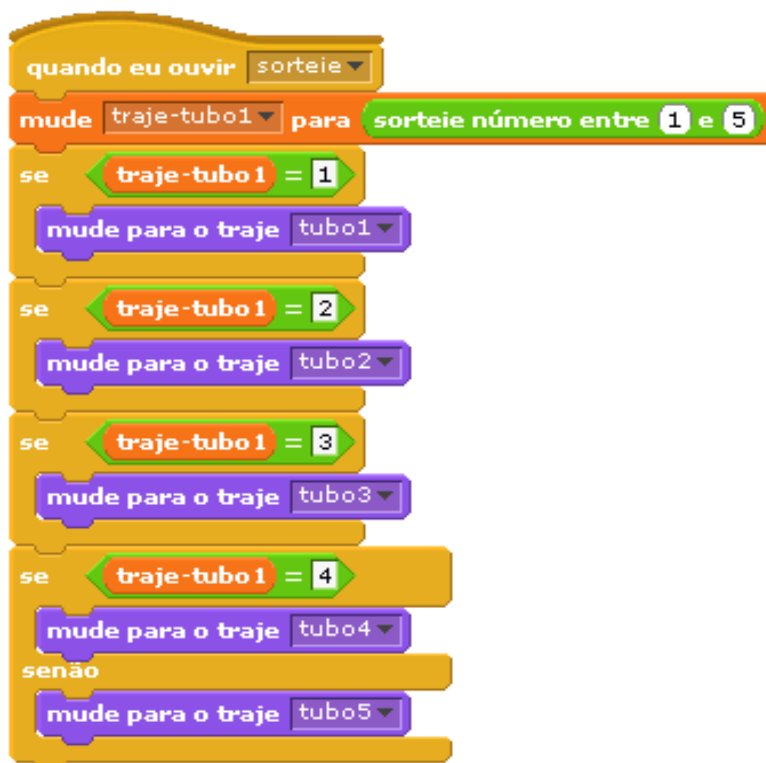 quando eu ouvir sorteie
mude traje-tubo1 para sorteie número entre 1 e 5
se traje-tubo1 = 1
mude para o traje tubo1
se traje-tubo1 = 2
mude para o traje tubo2
se traje-tubo1 = 3
mude para o traje tubo3
se traje-tubo1 = 4
mude para o traje tubo4
senão
mude para o traje tubo5